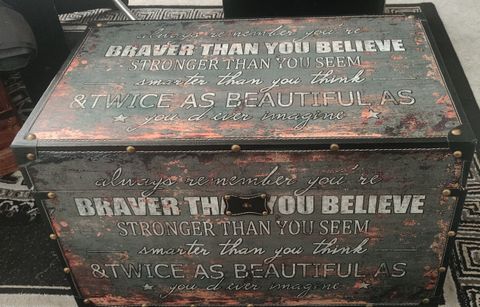 always remember you're
BRAVER THAN YOU BELIEVE
STRONGER THAN YOU SEEM
smarter than you think
&TWICE AS BEAUTIFUL AS
you'd ever imagine
always remember you're
BRAVER THA YOU BELIEVE
STRONGER THAN YOU SEEM
smarter than you think
&TWICE AS BEAUTIFUL AS
you'd ever imagine